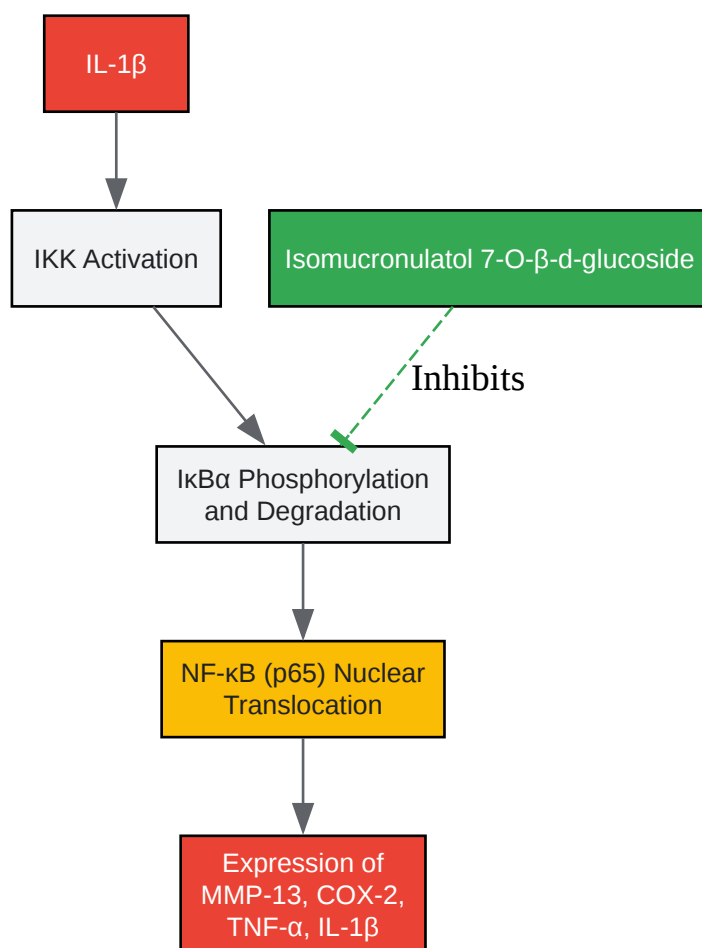 IL-1β
IKK Activation
Isomucronulatol 7-O-β-d-glucoside
Inhibits
IκBα Phosphorylation
and Degradation
NF-κB (p65) Nuclear
Translocation
Expression of
MMP-13, COX-2,
TNF-α, IL-1β